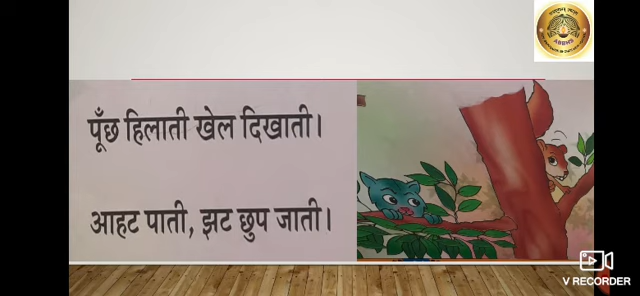 पूँछ हिलाती खेल दिखाती।
आहट पाती, झट छुप जाती।
V RECORDER